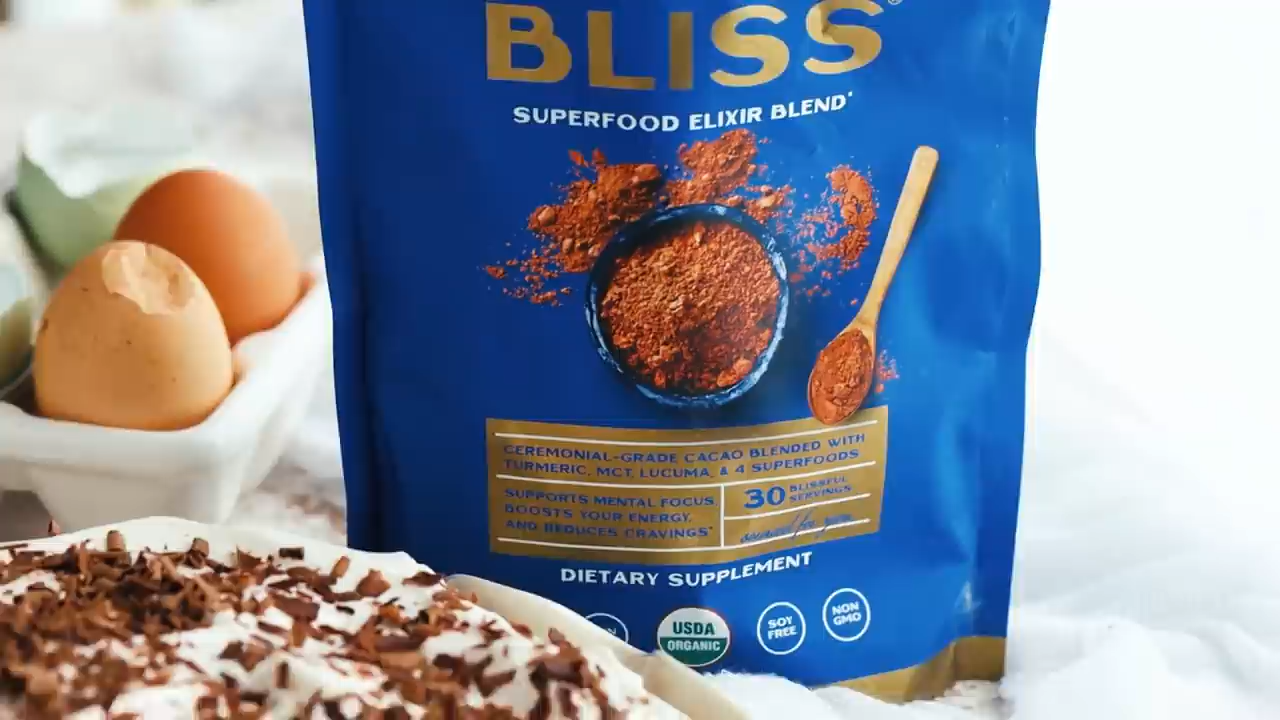 BLISS®
SUPERFOOD ELIXIR BLEND*
CEREMONIAL-GRADE CACAO BLENDED WITH
TURMERIC, MCT, LUCUMA, & 4 SUPERFOODS
SUPPORTS MENTAL FOCUS,
BOOSTS YOUR ENERGY,
AND REDUCES CRAVINGS*
30 BLISSFUL
SERVINGS
DIETARY SUPPLEMENT
USDA
ORGANIC
SOY
FREE
NON
GMO